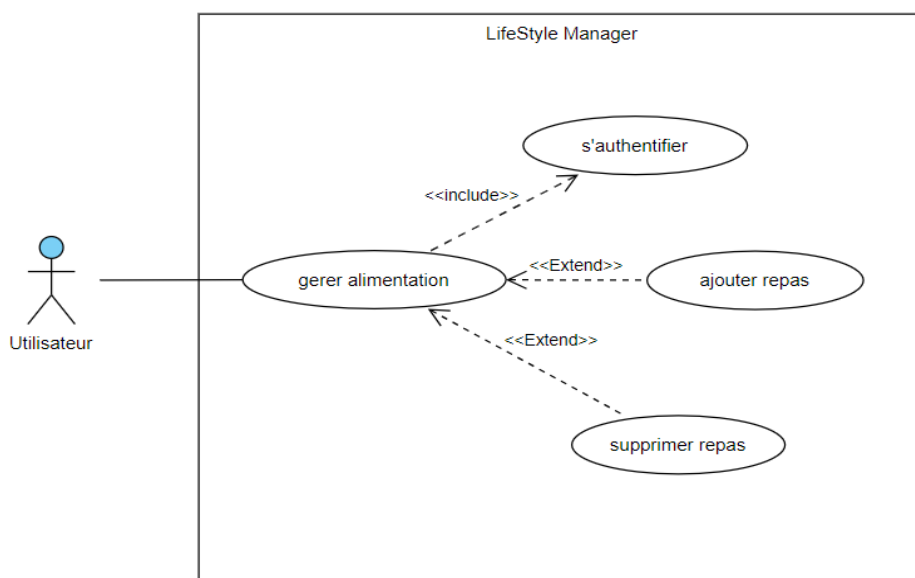 LifeStyle Manager
s'authentifier
<<include>>
<<Extend>>
gerer alimentation
ajouter repas
Utilisateur
<<Extend>>
supprimer repas